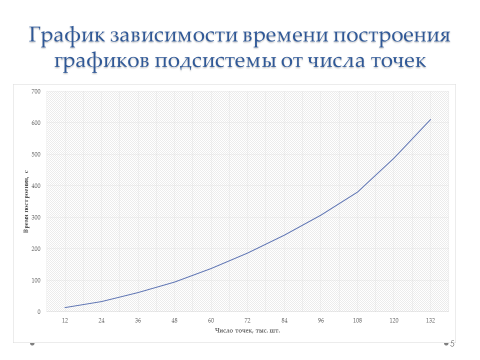 График зависимости времени построения
графиков подсистемы от числа точек
700
600
500
400
300
200
100
0
Время построения, с
12 24 36 48 60 72 84 96 108 120 132
Число точек, тыс. шт.
5